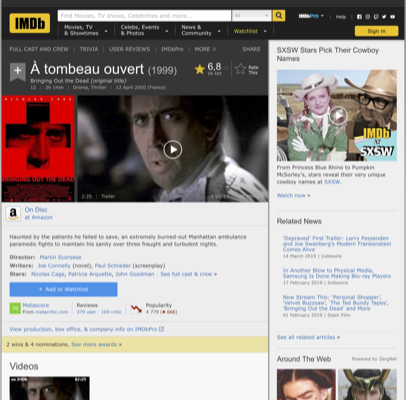 IMDb
Find Movies, TV shows, Celebrities and more...
All
IMDbPro
Help
Movies, TV & Showtimes
Celebs, Events & Photos
News & Community
Watchlist
Sign in
FULL CAST AND CREW | TRIVIA | USER REVIEWS | IMDbPro | MORE
SHARE
À tombeau ouvert (1999)
Bringing Out the Dead (original title)
12 | 2h 1min | Drama, Thriller | 12 April 2000 (France)
6,8
Rate This
NICOLAS CAGE
BRINGING OUT THE DEAD
2:25 | Trailer
On Disc
at Amazon
Haunted by the patients he failed to save, an extremely burned-out Manhattan ambulance
paramedic fights to maintain his sanity over three fraught and turbulent nights.
Director: Martin Scorsese
Writers: Joe Connelly (novel), Paul Schrader (screenplay)
Stars: Nicolas Cage, Patricia Arquette, John Goodman | See full cast & crew »
+ Add to Watchlist
Metascore
From metacritic.com
Reviews
379 user | 169 critic
Popularity
4 779
View production, box office, & company info on IMDbPro
2 wins & 4 nominations. See more awards »
Videos
SXSW Stars Pick Their Cowboy
Names
IMDb
at
SXSW
From Princess Blue Rhino to Pumpkin
McSorley's, stars reveal their very unique
cowboy names at SXSW.
Watch now »
Related News
'Depraved' First Trailer: Larry Fessenden
and Joe Swanberg's Modern Frankenstein
Comes Alive
14 March 2019 | Indiewire
In Another Blow to Physical Media,
Samsung Is Done Making Blu-ray Players
17 February 2019 | Indiewire
Now Stream This: 'Personal Shopper',
'Velvet Buzzsaw', 'The Ted Bundy Tapes',
'Bringing Out the Dead' and More
01 February 2019 | Slash Film
See all related articles »
Around The Web
Powered by ZergNet